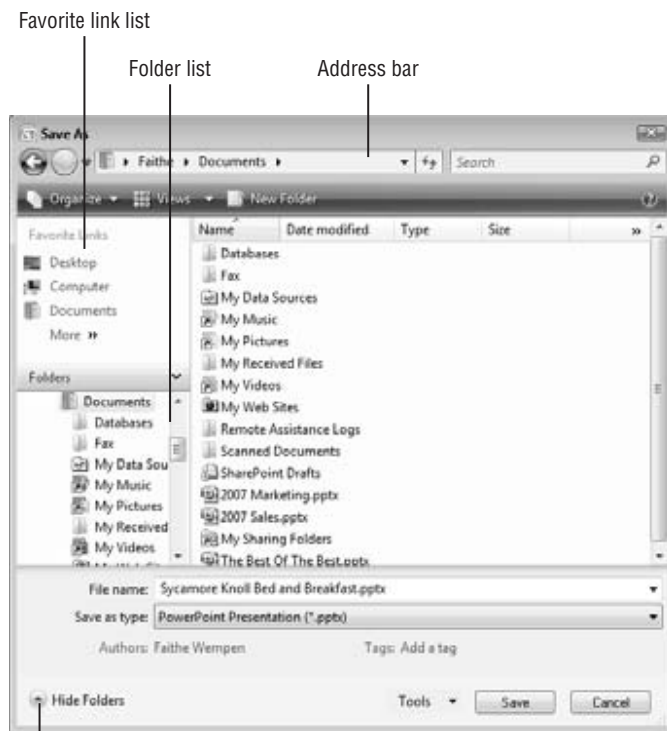 Favorite link list
Folder list
Address bar
Save As
Faithe Documents
Search
Organize Views New Folder
Favorite Links
Desktop
Computer
Documents
More »
Folders
Documents
Databases
Fax
My Data Sou
My Music
My Pictures
My Received
My Videos
Name Date modified Type Size »
Databases
Fax
My Data Sources
My Music
My Pictures
My Received Files
My Videos
My Web Sites
Remote Assistance Logs
Scanned Documents
SharePoint Drafts
2007 Marketing.pptx
2007 Sales.pptx
My Sharing Folders
The Best Of The Best.pptx
File name: Sycamore Knoll Bed and Breakfast.pptx
Save as type: PowerPoint Presentation (*.pptx)
Authors: Faithe Wempen Tags: Add a tag
Hide Folders Tools Save Cancel